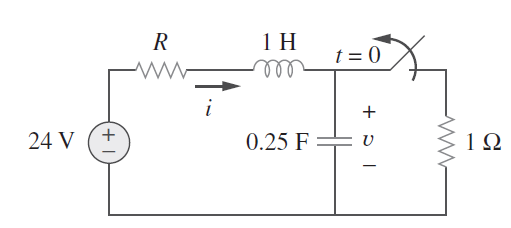 R
1 H
t = 0
i
24 V
+
−
0.25 F
+
v
−
1 Ω